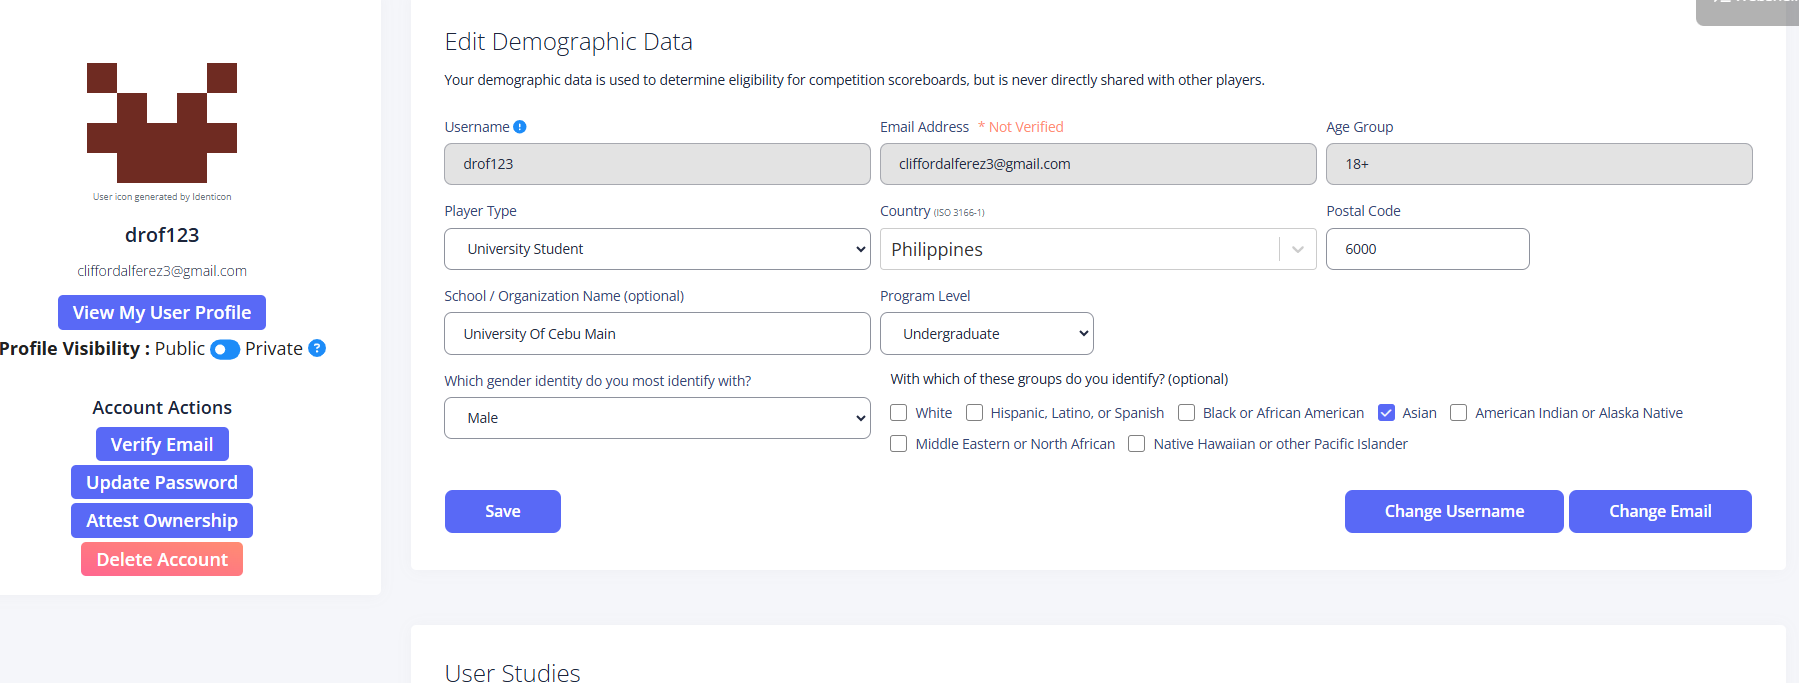 Edit Demographic Data
Your demographic data is used to determine eligibility for competition scoreboards, but is never directly shared with other players.
User icon generated by Identicon
drof123
cliffordalferez3@gmail.com
View My User Profile
Profile Visibility : Public Private ?
Account Actions
Verify Email
Update Password
Attest Ownership
Delete Account
Username !
drof123
Email Address * Not Verified
cliffordalferez3@gmail.com
Age Group
18+
Player Type
University Student
Country (ISO 3166-1)
Philippines
Postal Code
6000
School / Organization Name (optional)
University Of Cebu Main
Program Level
Undergraduate
Which gender identity do you most identify with?
Male
With which of these groups do you identify? (optional)
White Hispanic, Latino, or Spanish Black or African American Asian American Indian or Alaska Native
Middle Eastern or North African Native Hawaiian or other Pacific Islander
Save
Change Username
Change Email
User Studies